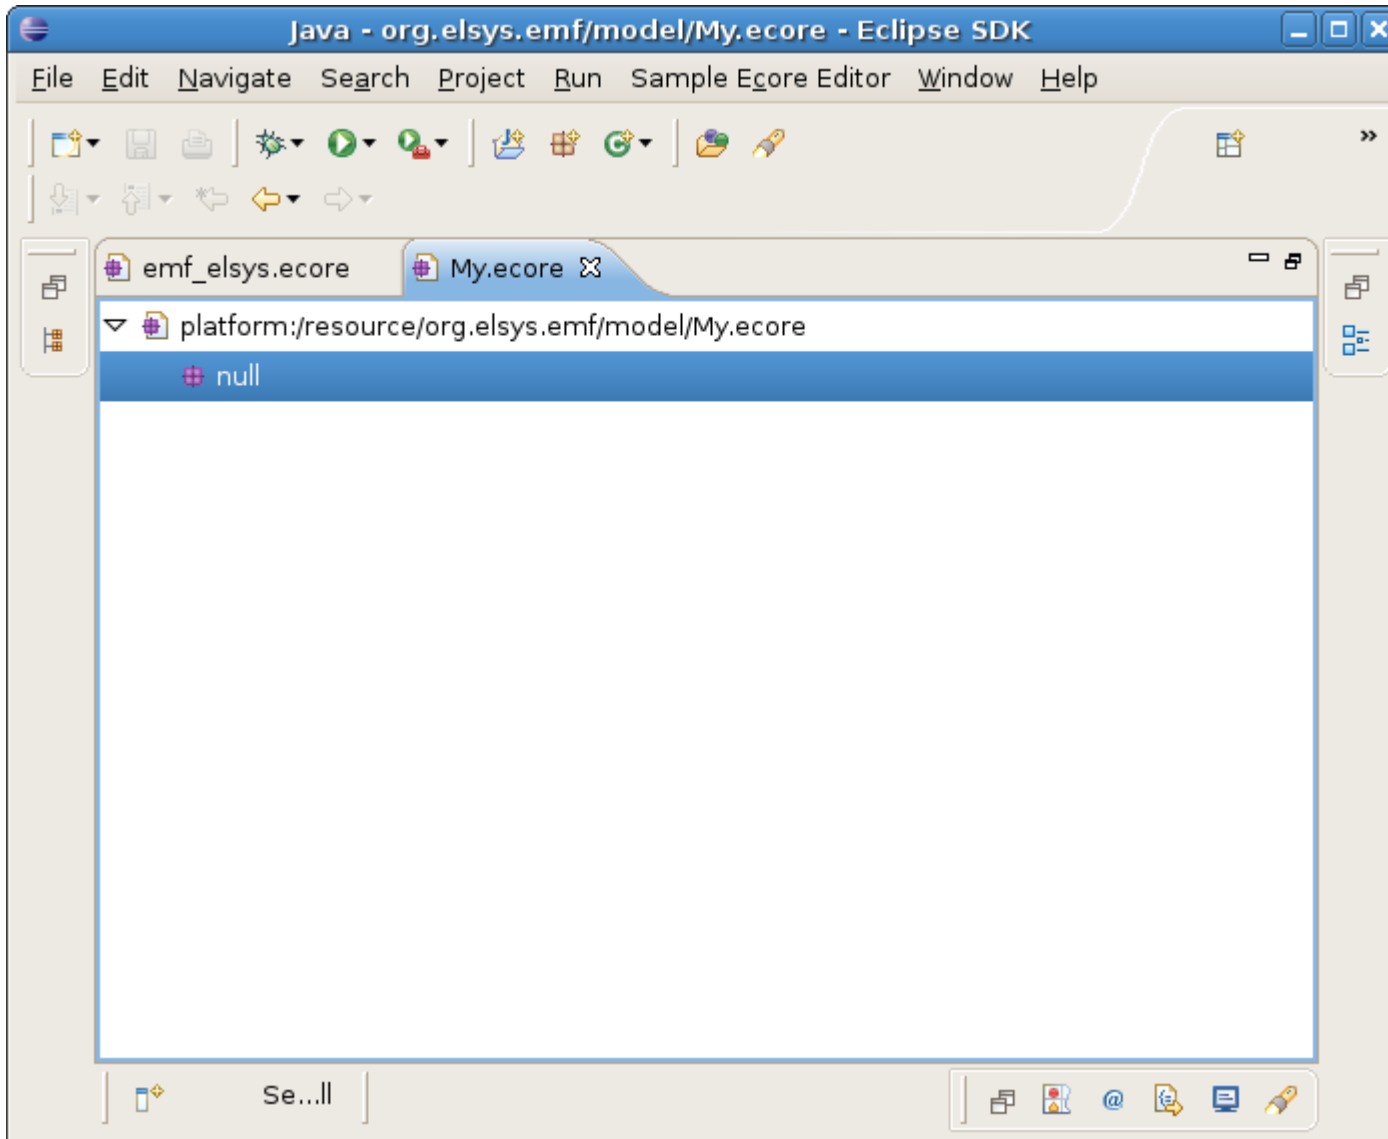 Java - org.elsys.emf/model/My.ecore - Eclipse SDK
File Edit Navigate Search Project Run Sample Ecore Editor Window Help
emf_elsys.ecore My.ecore
platform:/resource/org.elsys.emf/model/My.ecore
null
Se...ll